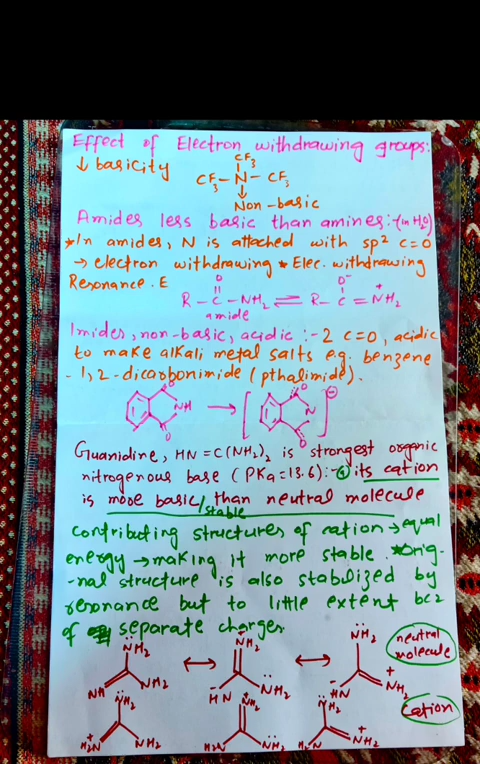 Effect of Electron withdrawing groups:
↓ basicity
CF3
CF3 – N – CF3
↓
Non-basic
Amides less basic than amines:-(in H2O)
*In amides, N is attached with sp2 C=O
→ electron withdrawing * Elec. withdrawing
Resonance. E
O O-
R – C – NH2 ⇌ R – C = N+H2
amide
Imides, non-basic, acidic :- 2 C=O, acidic
to make alkali metal salts e.g. benzene
-1,2-dicarbonimide (pthalimide).
O O
NH → [ N ]⊖
O O
Guanidine, HN=C(NH2)2 is strongest organic
nitrogenous base (PKa=13.6):- its cation
is more basic/than neutral molecule
stable
Contributing structures of cation → equal
energy → making it more stable. *Orig-
-nal structure is also stabilized by
resonance but to little extent bcz
of separate charges.
NH2 ↔ NH2 ↔ NH2 neutral
molecule
NH NH2 HN NH2 HN NH2
NH2 NH2 NH2 Cation
H2N NH2 H2N NH2 H2N NH2